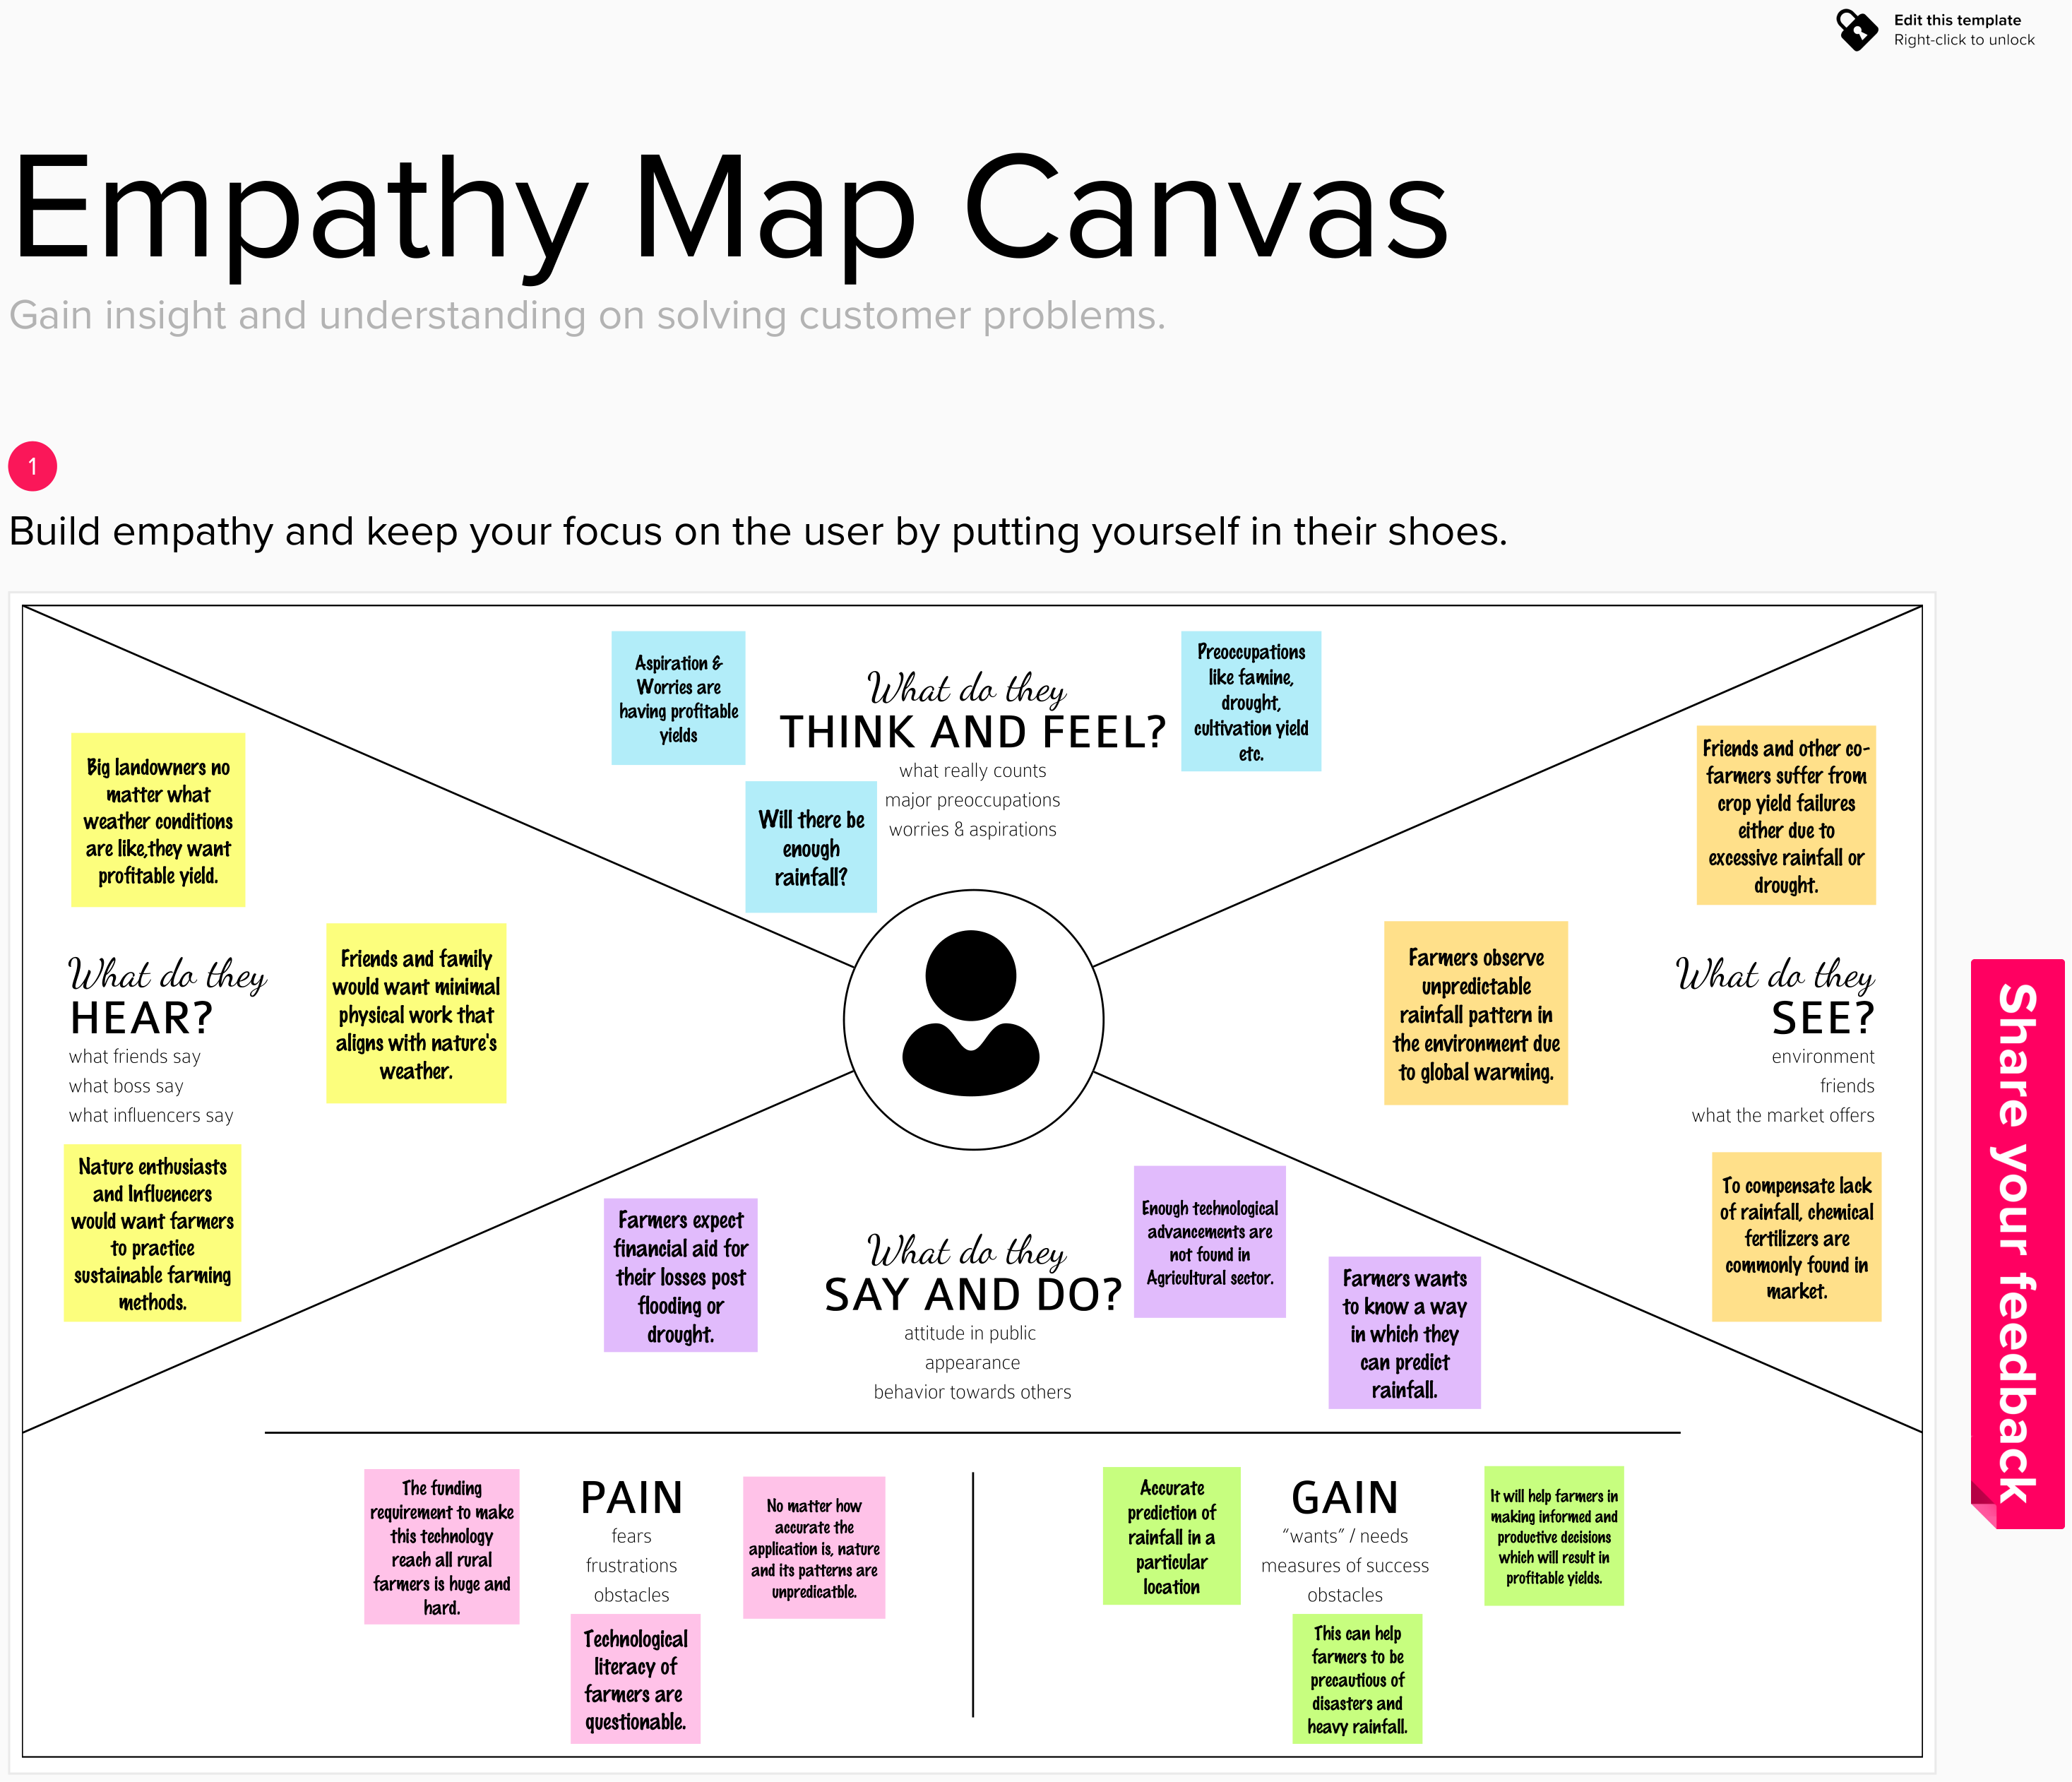 Edit this template
Right-click to unlock
Empathy Map Canvas
Gain insight and understanding on solving customer problems.
1
Build empathy and keep your focus on the user by putting yourself in their shoes.
Aspiration &
Worries are
having profitable
yields
What do they
THINK AND FEEL?
what really counts
major preoccupations
worries & aspirations
Preoccupations
like famine,
drought,
cultivation yield
etc.
Will there be
enough
rainfall?
Big landowners no
matter what
weather conditions
are like,they want
profitable yield.
What do they
HEAR?
what friends say
what boss say
what influencers say
Friends and family
would want minimal
physical work that
aligns with nature's
weather.
Nature enthusiasts
and Influencers
would want farmers
to practice
sustainable farming
methods.
Friends and other co-
farmers suffer from
crop yield failures
either due to
excessive rainfall or
drought.
Farmers observe
unpredictable
rainfall pattern in
the environment due
to global warming.
What do they
SEE?
environment
friends
what the market offers
To compensate lack
of rainfall, chemical
fertilizers are
commonly found in
market.
Farmers expect
financial aid for
their losses post
flooding or
drought.
What do they
SAY AND DO?
attitude in public
appearance
behavior towards others
Enough technological
advancements are
not found in
Agricultural sector.
Farmers wants
to know a way
in which they
can predict
rainfall.
The funding
requirement to make
this technology
reach all rural
farmers is huge and
hard.
PAIN
fears
frustrations
obstacles
No matter how
accurate the
application is, nature
and its patterns are
unpredicatble.
Technological
literacy of
farmers are
questionable.
Accurate
prediction of
rainfall in a
particular
location
GAIN
“wants” / needs
measures of success
obstacles
It will help farmers in
making informed and
productive decisions
which will result in
profitable yields.
This can help
farmers to be
precautious of
disasters and
heavy rainfall.
Share your feedback